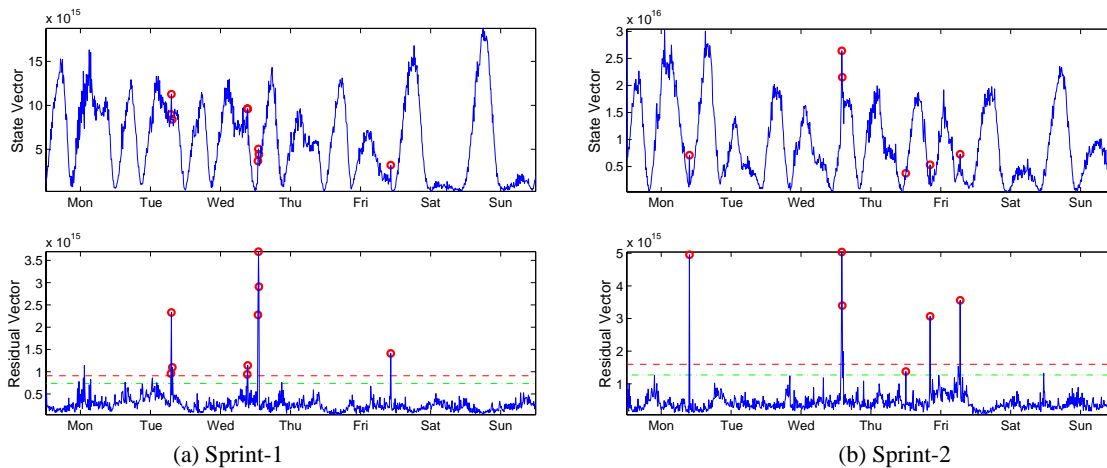 x 10^15
State Vector
15
10
5
Mon Tue Wed Thu Fri Sat Sun
x 10^15
Residual Vector
3.5
3
2.5
2
1.5
1
0.5
Mon Tue Wed Thu Fri Sat Sun
(a) Sprint-1
x 10^16
State Vector
3
2.5
2
1.5
1
0.5
Mon Tue Wed Thu Fri Sat Sun
x 10^15
Residual Vector
5
4
3
2
1
Mon Tue Wed Thu Fri Sat Sun
(b) Sprint-2